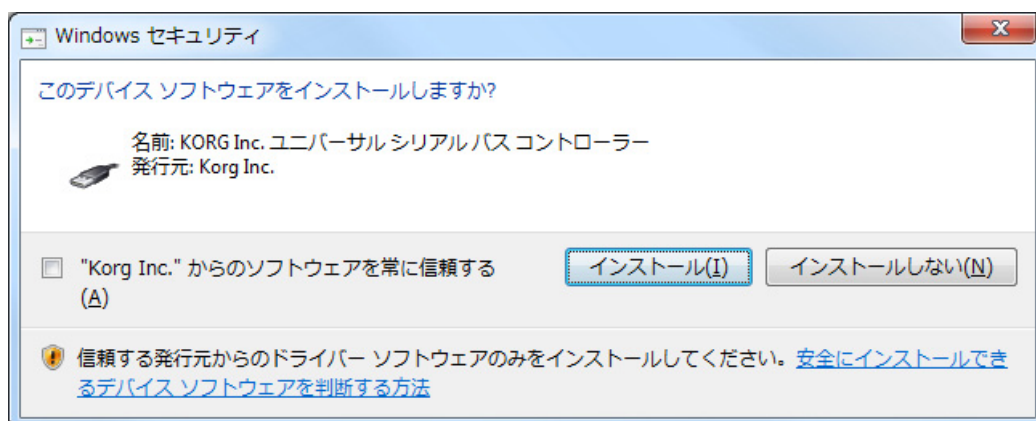 Windows セキュリティ
このデバイス ソフトウェアをインストールしますか?
名前: KORG Inc. ユニバーサル シリアル バス コントローラー
発行元: Korg Inc.
"Korg Inc." からのソフトウェアを常に信頼する
(A)
インストール(I)
インストールしない(N)
信頼する発行元からのドライバー ソフトウェアのみをインストールしてください。安全にインストールでき
るデバイス ソフトウェアを判断する方法